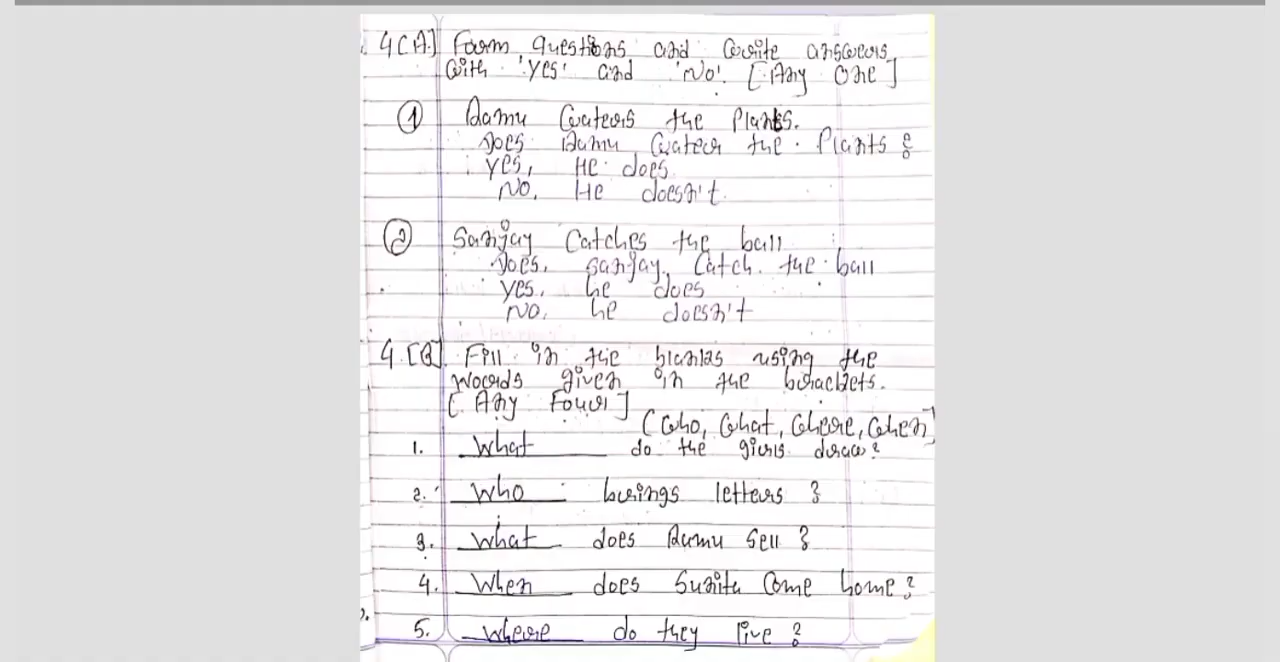 4[A] Form questions and write answers
with 'Yes' and 'No'. [Any one]
① Ramu waters the Plants.
Does Ramu water the Plants ?
Yes, He does
No, He doesn't.
② Sanjay Catches the ball
Does, sanjay, Catch. the ball
Yes, he does
No, he doesn't
4.[B]. Fill in the blanks using the
words given in the brackets.
[Any Four]
(who, what, where, when]
1. What do the girls draw?
2. Who brings letters ?
3. What does Ramu sell ?
4. When does Sunita Come home?
5. where do they live ?